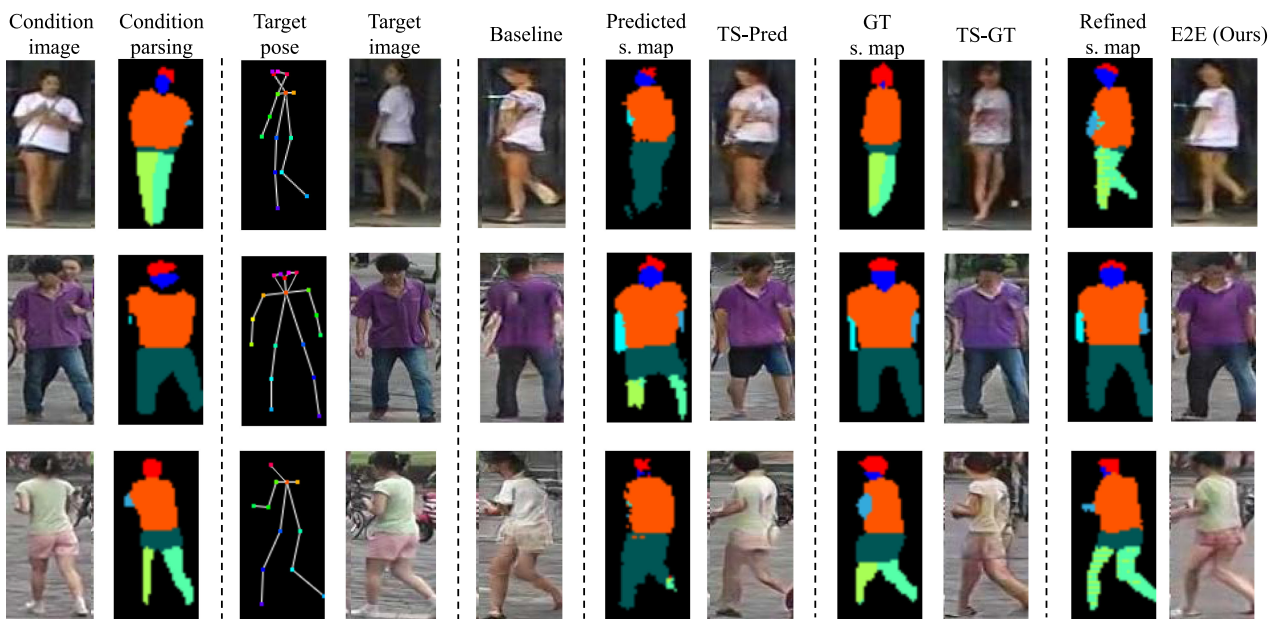 Condition image
Condition parsing
Target pose
Target image
Baseline
Predicted s. map
TS-Pred
GT s. map
TS-GT
Refined s. map
E2E (Ours)